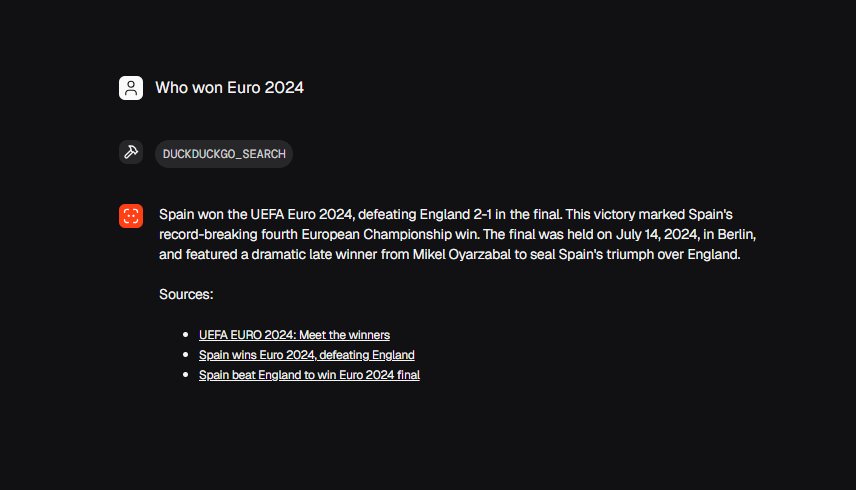 Who won Euro 2024
DUCKDUCKGO_SEARCH
Spain won the UEFA Euro 2024, defeating England 2-1 in the final. This victory marked Spain's
record-breaking fourth European Championship win. The final was held on July 14, 2024, in Berlin,
and featured a dramatic late winner from Mikel Oyarzabal to seal Spain's triumph over England.
Sources:
UEFA EURO 2024: Meet the winners
Spain wins Euro 2024, defeating England
Spain beat England to win Euro 2024 final